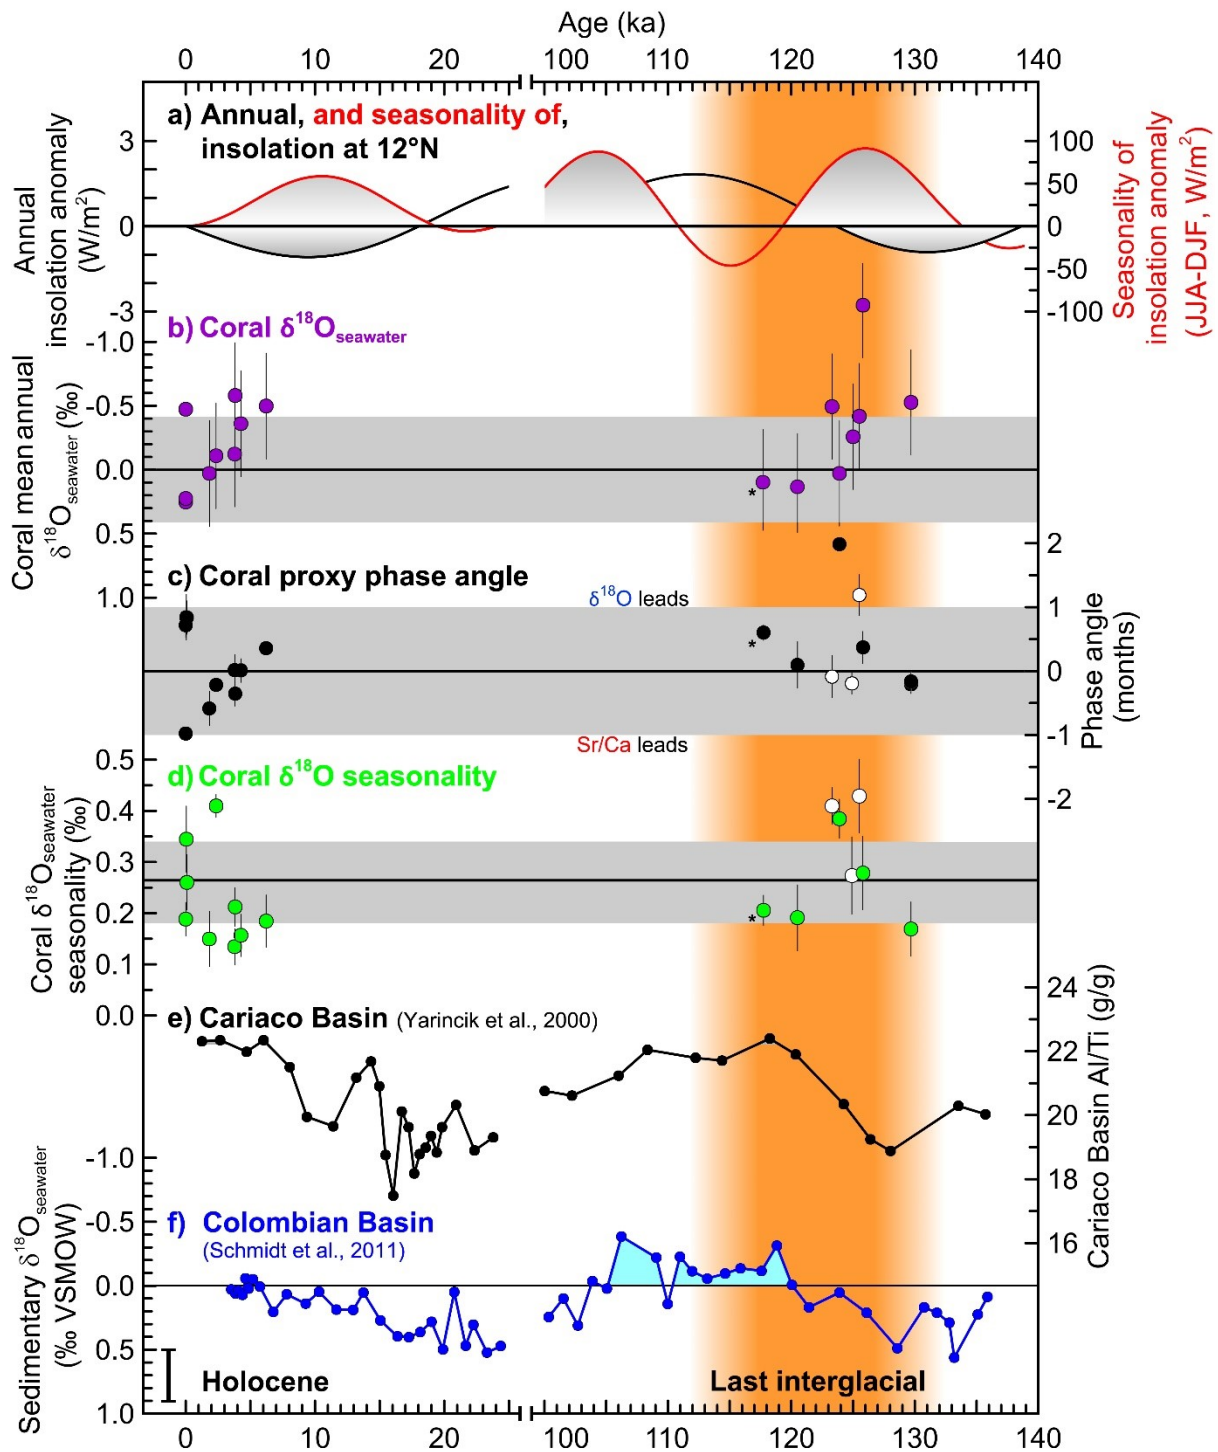 Age (ka)
0 10 20 100 110 120 130 140
a) Annual, and seasonality of,
insolation at 12°N
Annual
insolation anomaly
(W/m²)
3
0
-3
100
50
0
-50
-100
Seasonality of
insolation anomaly
(JJA-DJF, W/m²)
b) Coral δ¹⁸Oseawater
Coral mean annual
δ¹⁸Oseawater (‰)
-1.0
-0.5
0.0
0.5
1.0
*
c) Coral proxy phase angle
δ¹⁸O leads
*
Sr/Ca leads
2
1
0
-1
-2
Phase angle
(months)
d) Coral δ¹⁸O seasonality
Coral δ¹⁸Oseawater
seasonality (‰)
0.5
0.4
0.3
0.2
0.1
0.0
*
e) Cariaco Basin (Yarincik et al., 2000)
24
22
20
18
16
Cariaco Basin Al/Ti (g/g)
f) Colombian Basin
(Schmidt et al., 2011)
Sedimentary δ¹⁸Oseawater
(‰ VSMOW)
-1.0
-0.5
0.0
0.5
1.0
Holocene
Last interglacial
0 10 20 100 110 120 130 140